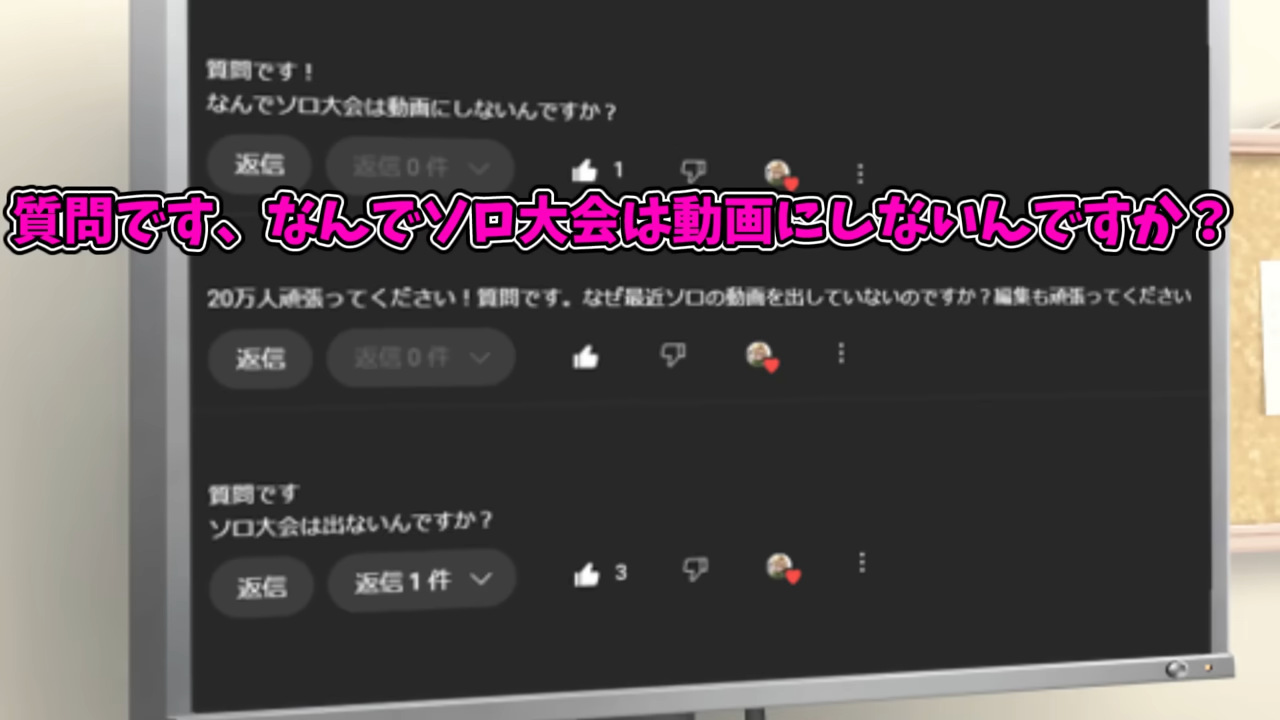 質問です！
なんでソロ大会は動画にしないんですか？
返信
返信0件
1
質問です、なんでソロ大会は動画にしないんですか？
20万人頑張ってください！質問です。なぜ最近ソロの動画を出していないのですか？編集も頑張ってください
返信
返信0件
質問です
ソロ大会は出ないんですか？
返信
返信1件
3